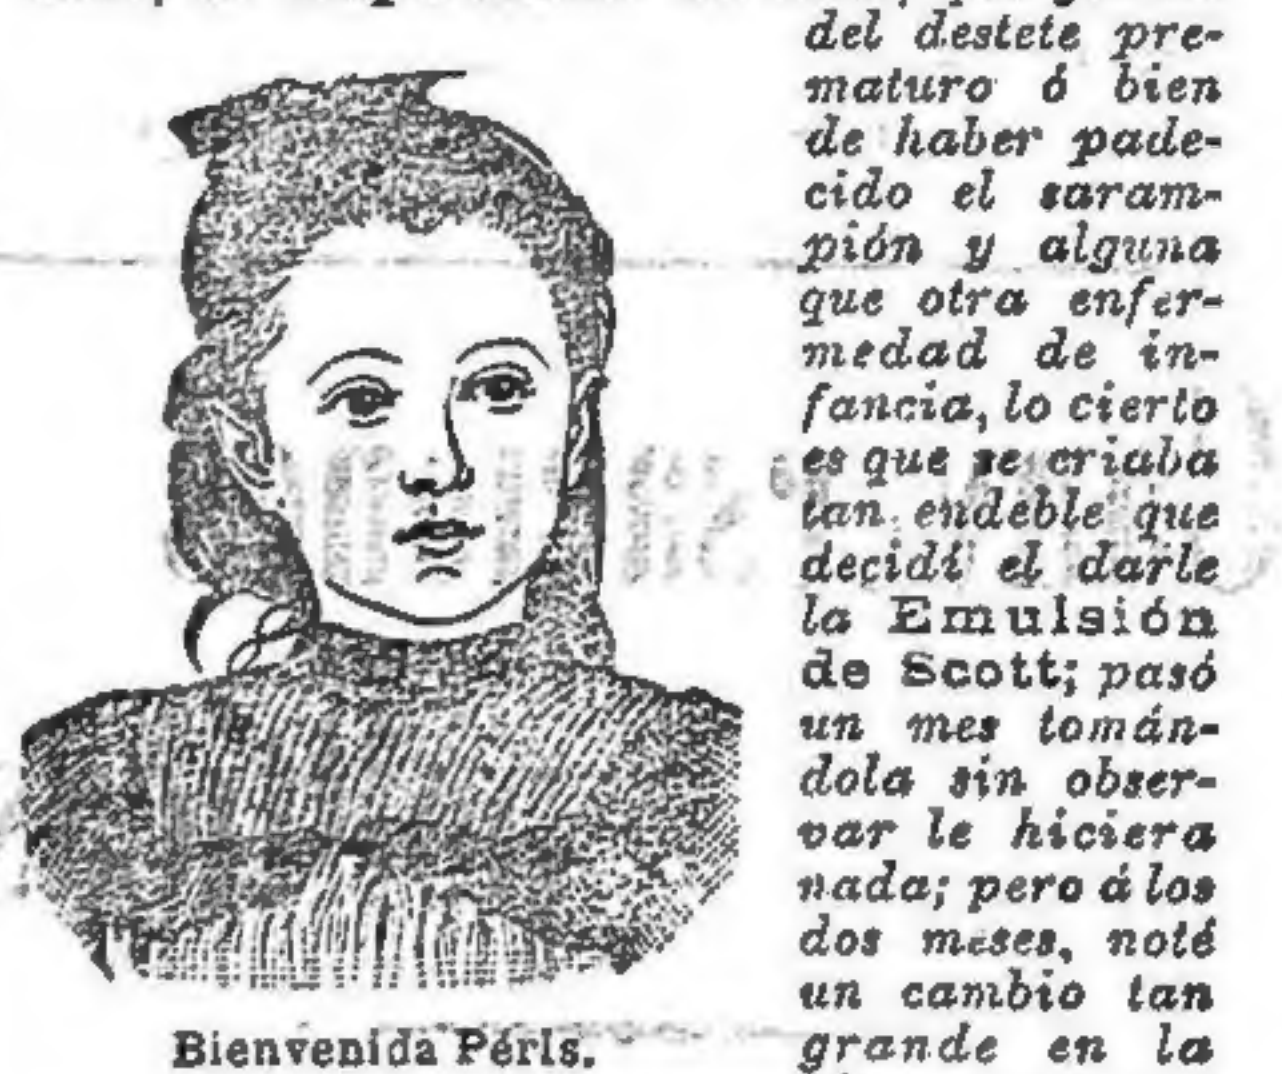 del destete pre-
maturo ó bien
de haber pade-
cido el saram-
pión y alguna
que otra enfer-
medad de in-
fancia, lo cierto
es que se criaba
tan endeble que
decidí el darle
la Emulsión
de Scott; pasó
un mes tomán-
dola sin obser-
var le hiciera
nada; pero á los
dos meses, noté
un cambio tan
grande en la
Bienvenida Péris.